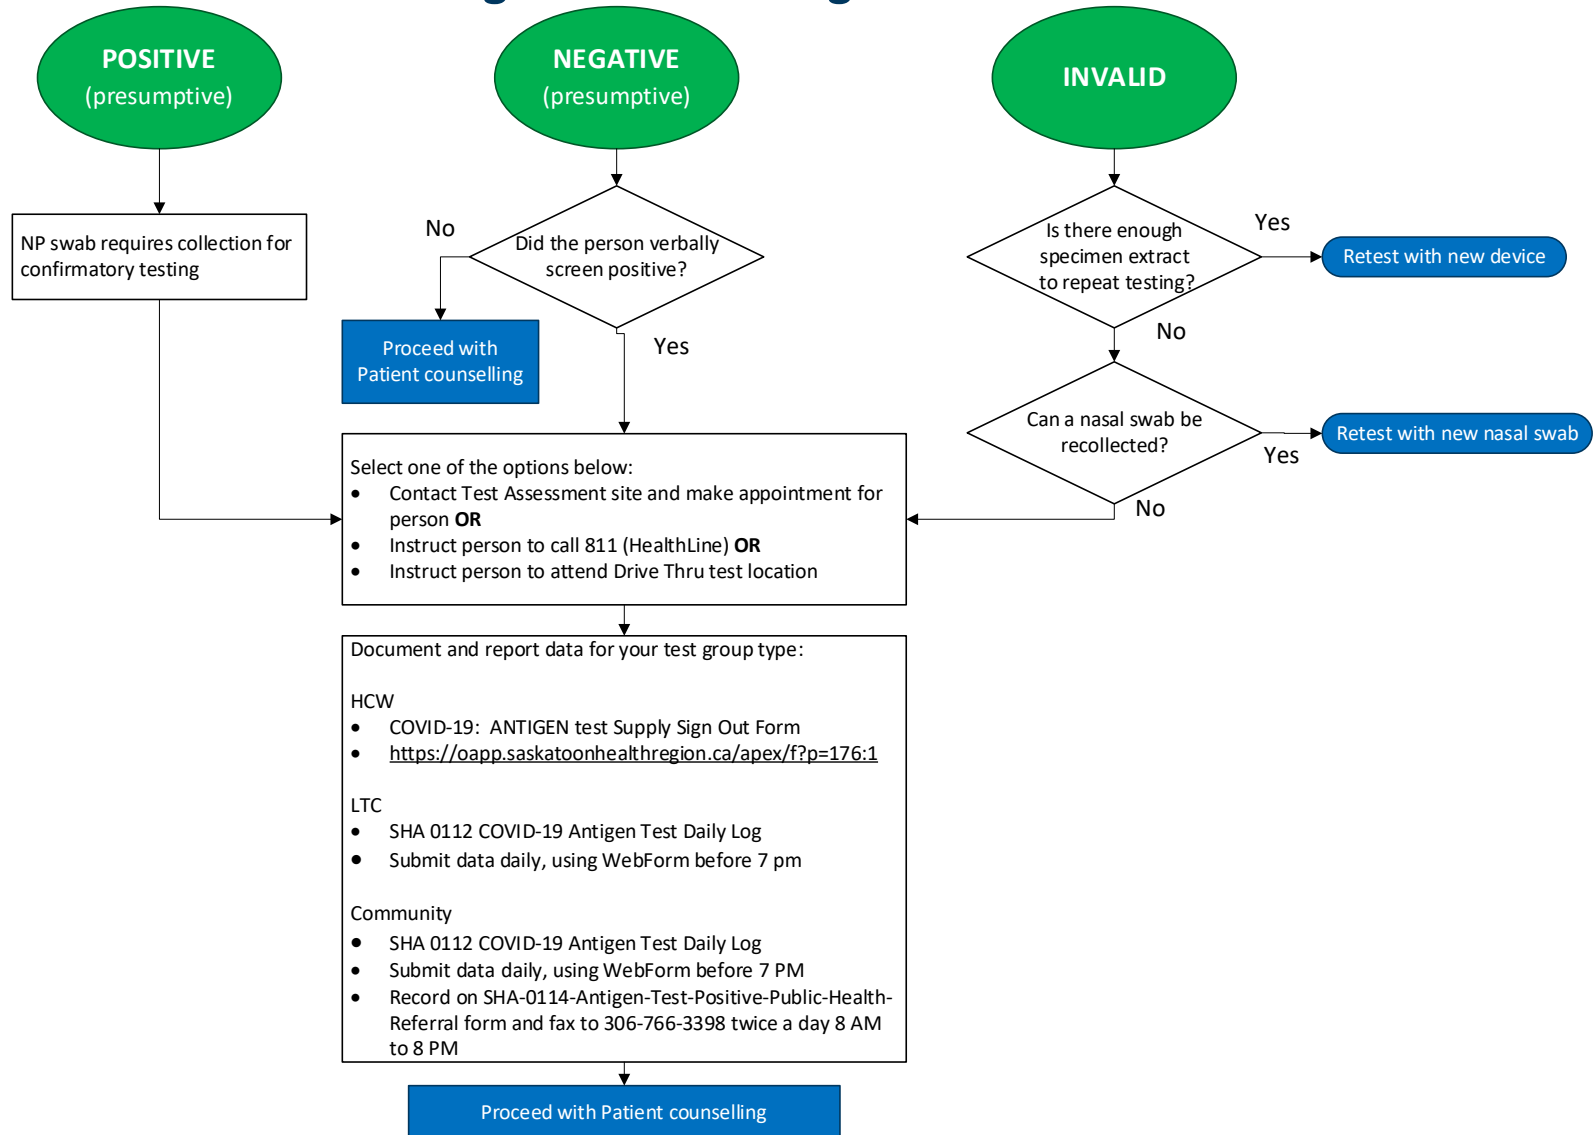 POSITIVE
(presumptive)
NEGATIVE
(presumptive)
INVALID
NP swab requires collection for
confirmatory testing
No
Did the person verbally
screen positive?
Yes
Proceed with
Patient counselling
Is there enough
specimen extract
to repeat testing?
Yes
Retest with new device
No
Can a nasal swab be
recollected?
Yes
Retest with new nasal swab
No
Select one of the options below:
• Contact Test Assessment site and make appointment for
person OR
• Instruct person to call 811 (HealthLine) OR
• Instruct person to attend Drive Thru test location
Document and report data for your test group type:
HCW
• COVID-19: ANTIGEN test Supply Sign Out Form
• https://oapp.saskatoonhealthregion.ca/apex/f?p=176:1
LTC
• SHA 0112 COVID-19 Antigen Test Daily Log
• Submit data daily, using WebForm before 7 pm
Community
• SHA 0112 COVID-19 Antigen Test Daily Log
• Submit data daily, using WebForm before 7 PM
• Record on SHA-0114-Antigen-Test-Positive-Public-Health-
Referral form and fax to 306-766-3398 twice a day 8 AM
to 8 PM
Proceed with Patient counselling